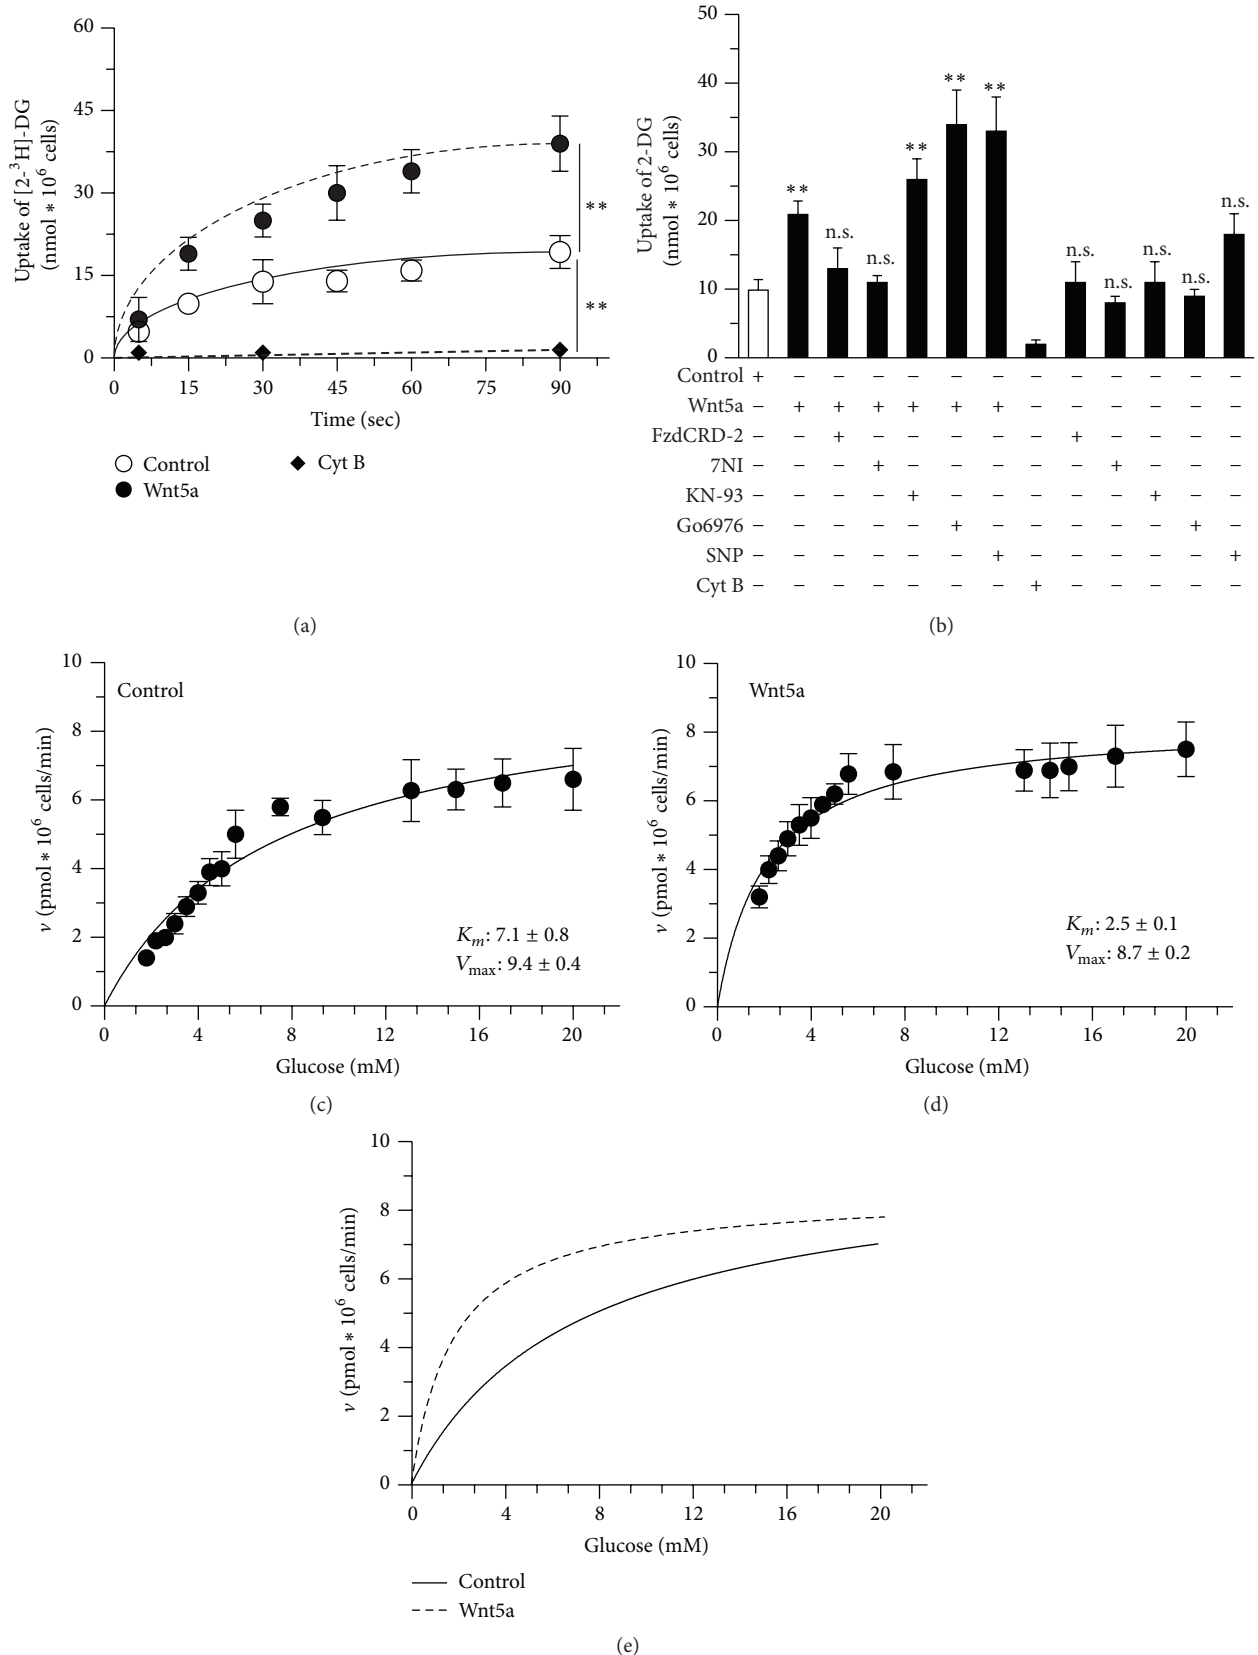 60
45
30
15
0
Uptake of [2-³H]-DG
(nmol ∗ 10⁶ cells)
∗∗
∗∗
0 15 30 45 60 75 90
Time (sec)
Control
Wnt5a
Cyt B
(a)
50
40
30
20
10
0
Uptake of 2-DG
(nmol ∗ 10⁶ cells)
∗∗ n.s. n.s. ∗∗ ∗∗ ∗∗ n.s. n.s. n.s. n.s. n.s.
Control + − − − − − − − − − − − −
Wnt5a − + + + + + + − − − − − −
FzdCRD-2 − − + − − − − − + − − − −
7NI − − − + − − − − − + − − −
KN-93 − − − − + − − − − − + − −
Go6976 − − − − − + − − − − − + −
SNP − − − − − − + − − − − − +
Cyt B − − − − − − − + − − − − −
(b)
10
8
6
4
2
0
ν (pmol ∗ 10⁶ cells/min)
Control
Kₘ: 7.1 ± 0.8
Vmax: 9.4 ± 0.4
0 4 8 12 16 20
Glucose (mM)
(c)
10
8
6
4
2
0
ν (pmol ∗ 10⁶ cells/min)
Wnt5a
Kₘ: 2.5 ± 0.1
Vmax: 8.7 ± 0.2
0 4 8 12 16 20
Glucose (mM)
(d)
10
8
6
4
2
0
ν (pmol ∗ 10⁶ cells/min)
0 4 8 12 16 20
Glucose (mM)
Control
Wnt5a
(e)